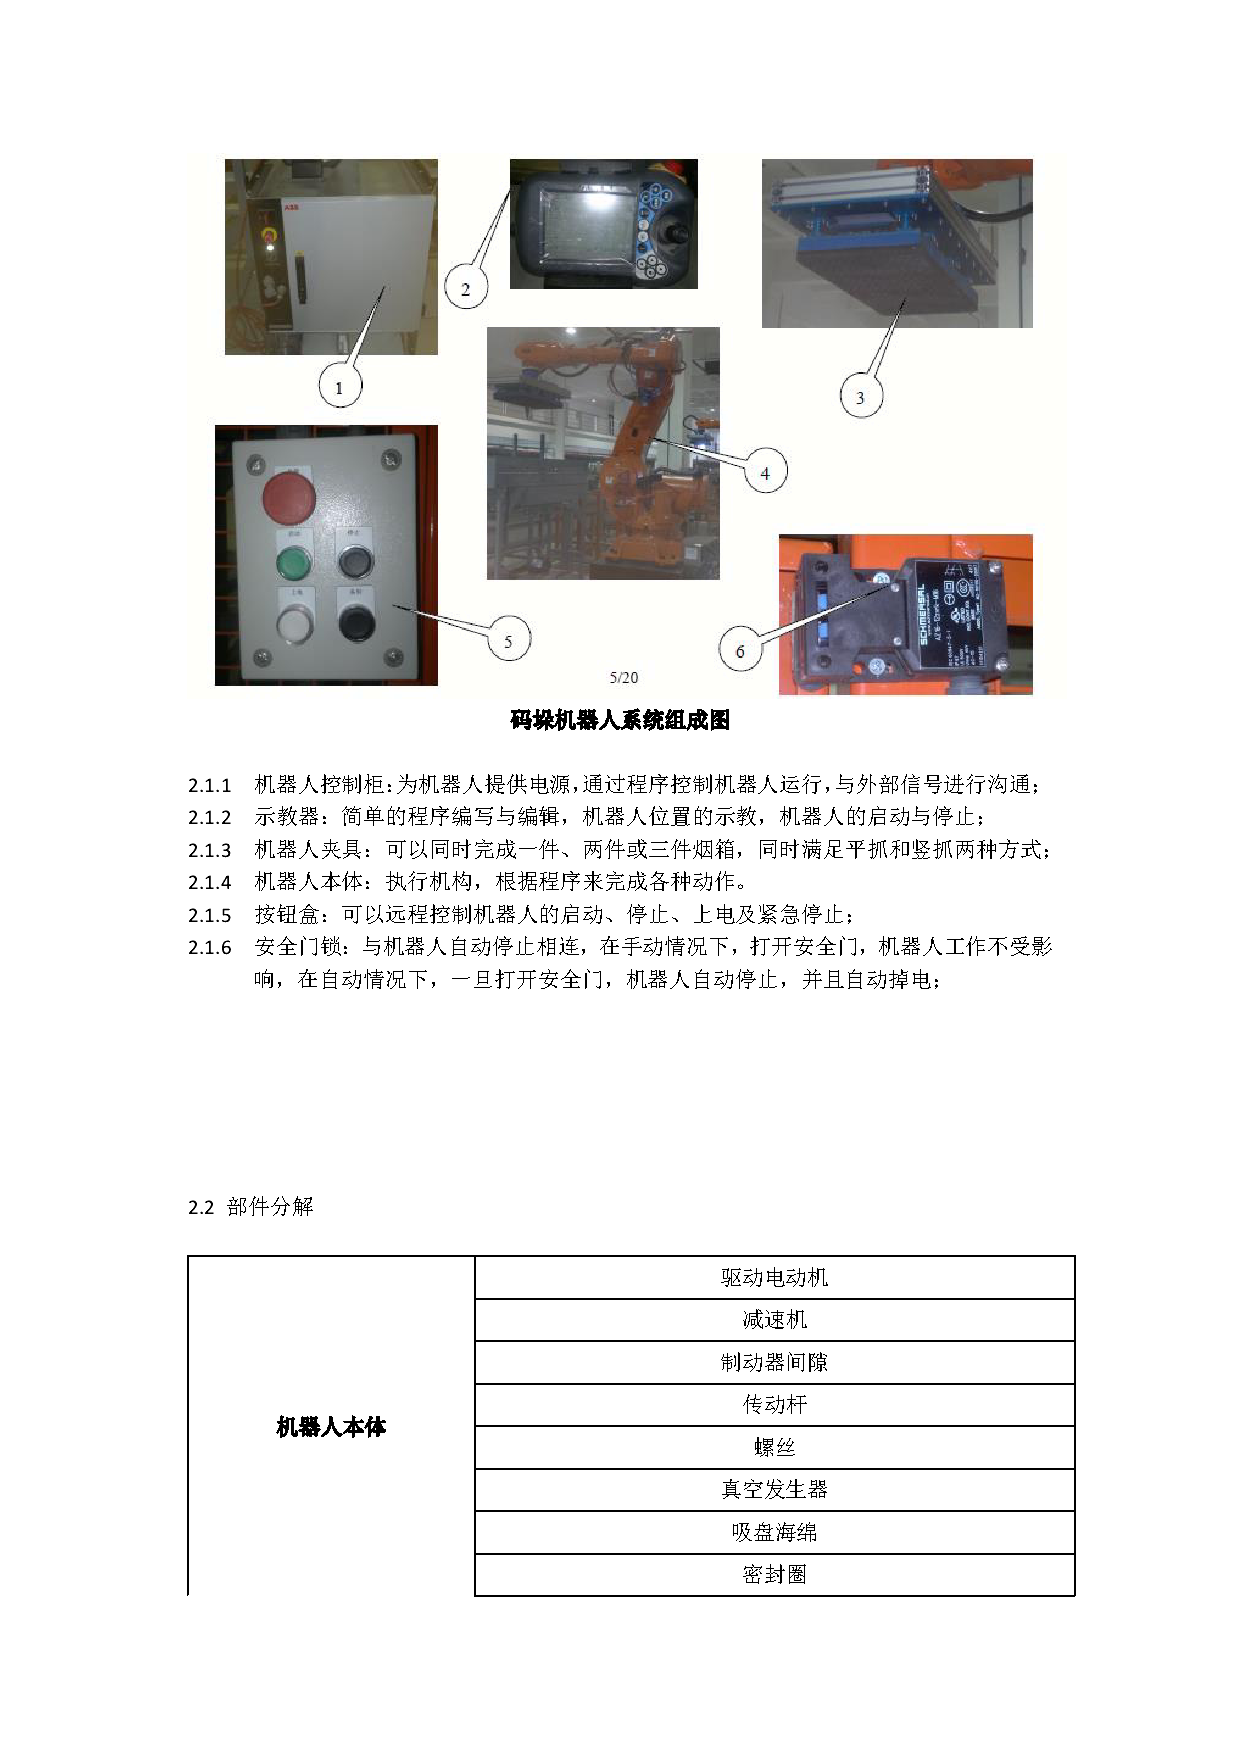 ABB
1
2
3
4
5
6
启动
停止
上电
SCHMERSAL
5/20
码垛机器人系统组成图
2.1.1 机器人控制柜：为机器人提供电源，通过程序控制机器人运行，与外部信号进行沟通；
2.1.2 示教器：简单的程序编写与编辑，机器人位置的示教，机器人的启动与停止；
2.1.3 机器人夹具：可以同时完成一件、两件或三件烟箱，同时满足平抓和竖抓两种方式；
2.1.4 机器人本体：执行机构，根据程序来完成各种动作。
2.1.5 按钮盒：可以远程控制机器人的启动、停止、上电及紧急停止；
2.1.6 安全门锁：与机器人自动停止相连，在手动情况下，打开安全门，机器人工作不受影
响，在自动情况下，一旦打开安全门，机器人自动停止，并且自动掉电；
2.2 部件分解
机器人本体
驱动电动机
减速机
制动器间隙
传动杆
螺丝
真空发生器
吸盘海绵
密封圈